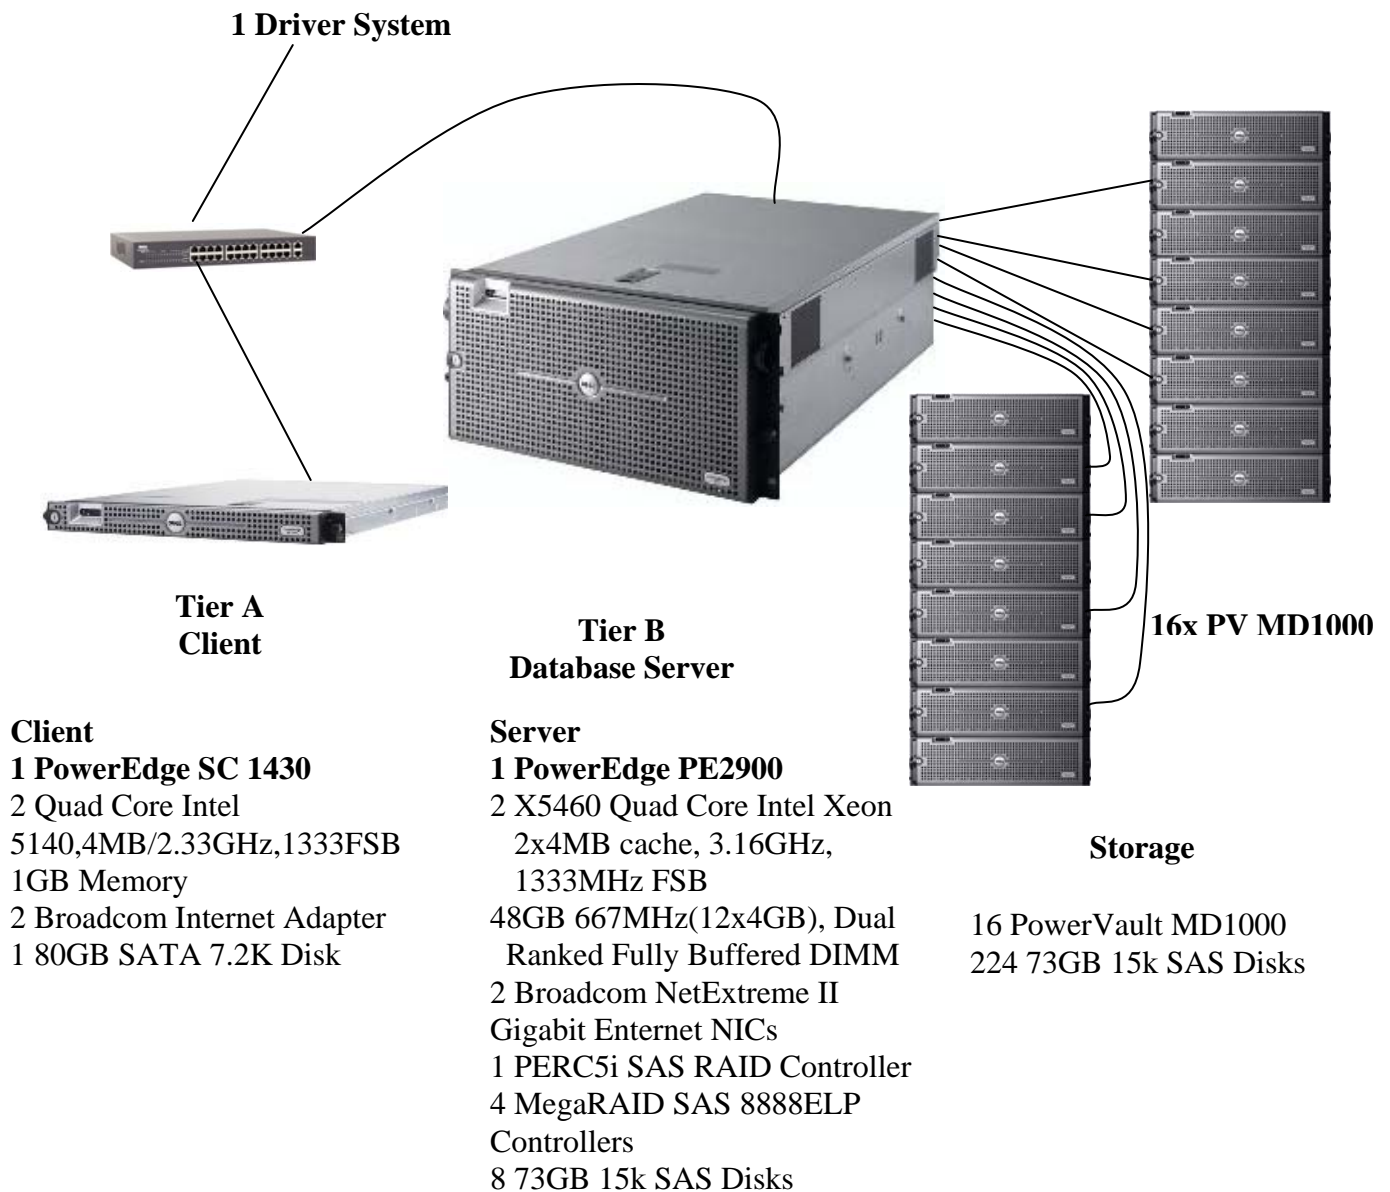 1 Driver System
Tier A
Client
Tier B
Database Server
16x PV MD1000
Client
1 PowerEdge SC 1430
2 Quad Core Intel
5140,4MB/2.33GHz,1333FSB
1GB Memory
2 Broadcom Internet Adapter
1 80GB SATA 7.2K Disk
Server
1 PowerEdge PE2900
2 X5460 Quad Core Intel Xeon
2x4MB cache, 3.16GHz,
1333MHz FSB
48GB 667MHz(12x4GB), Dual
Ranked Fully Buffered DIMM
2 Broadcom NetExtreme II
Gigabit Enternet NICs
1 PERC5i SAS RAID Controller
4 MegaRAID SAS 8888ELP
Controllers
8 73GB 15k SAS Disks
Storage
16 PowerVault MD1000
224 73GB 15k SAS Disks